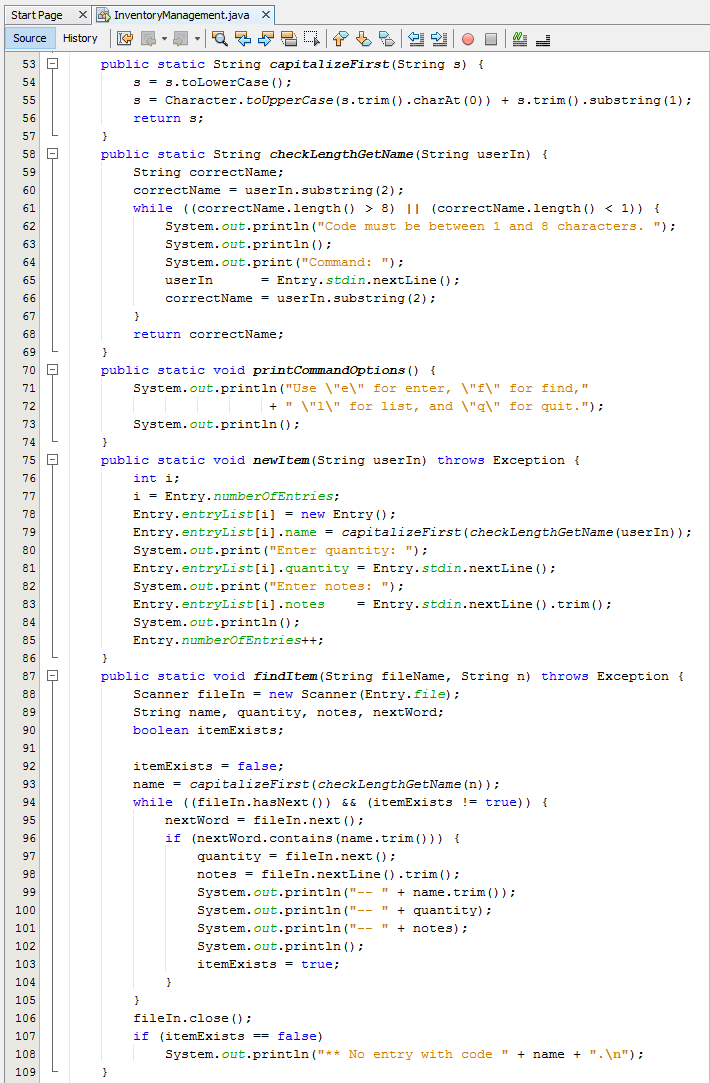 Start Page InventoryManagement.java
Source History
53 public static String capitalizeFirst(String s) {
54 s = s.toLowerCase();
55 s = Character.toUpperCase(s.trim().charAt(0)) + s.trim().substring(1);
56 return s;
57 }
58 public static String checkLengthGetName(String userIn) {
59 String correctName;
60 correctName = userIn.substring(2);
61 while ((correctName.length() > 8) || (correctName.length() < 1)) {
62 System.out.println("Code must be between 1 and 8 characters. ");
63 System.out.println();
64 System.out.print("Command: ");
65 userIn      = Entry.stdin.nextLine();
66 correctName = userIn.substring(2);
67 }
68 return correctName;
69 }
70 public static void printCommandOptions() {
71 System.out.println("Use \"e\" for enter, \"f\" for find,"
72 + " \"l\" for list, and \"q\" for quit.");
73 System.out.println();
74 }
75 public static void newItem(String userIn) throws Exception {
76 int i;
77 i = Entry.numberOfEntries;
78 Entry.entryList[i] = new Entry();
79 Entry.entryList[i].name = capitalizeFirst(checkLengthGetName(userIn));
80 System.out.print("Enter quantity: ");
81 Entry.entryList[i].quantity = Entry.stdin.nextLine();
82 System.out.print("Enter notes: ");
83 Entry.entryList[i].notes    = Entry.stdin.nextLine().trim();
84 System.out.println();
85 Entry.numberOfEntries++;
86 }
87 public static void findItem(String fileName, String n) throws Exception {
88 Scanner fileIn = new Scanner(Entry.file);
89 String name, quantity, notes, nextWord;
90 boolean itemExists;
91
92 itemExists = false;
93 name = capitalizeFirst(checkLengthGetName(n));
94 while ((fileIn.hasNext()) && (itemExists != true)) {
95 nextWord = fileIn.next();
96 if (nextWord.contains(name.trim())) {
97 quantity = fileIn.next();
98 notes = fileIn.nextLine().trim();
99 System.out.println("-- " + name.trim());
100 System.out.println("-- " + quantity);
101 System.out.println("-- " + notes);
102 System.out.println();
103 itemExists = true;
104 }
105 }
106 fileIn.close();
107 if (itemExists == false)
108 System.out.println("** No entry with code " + name + ".\n");
109 }